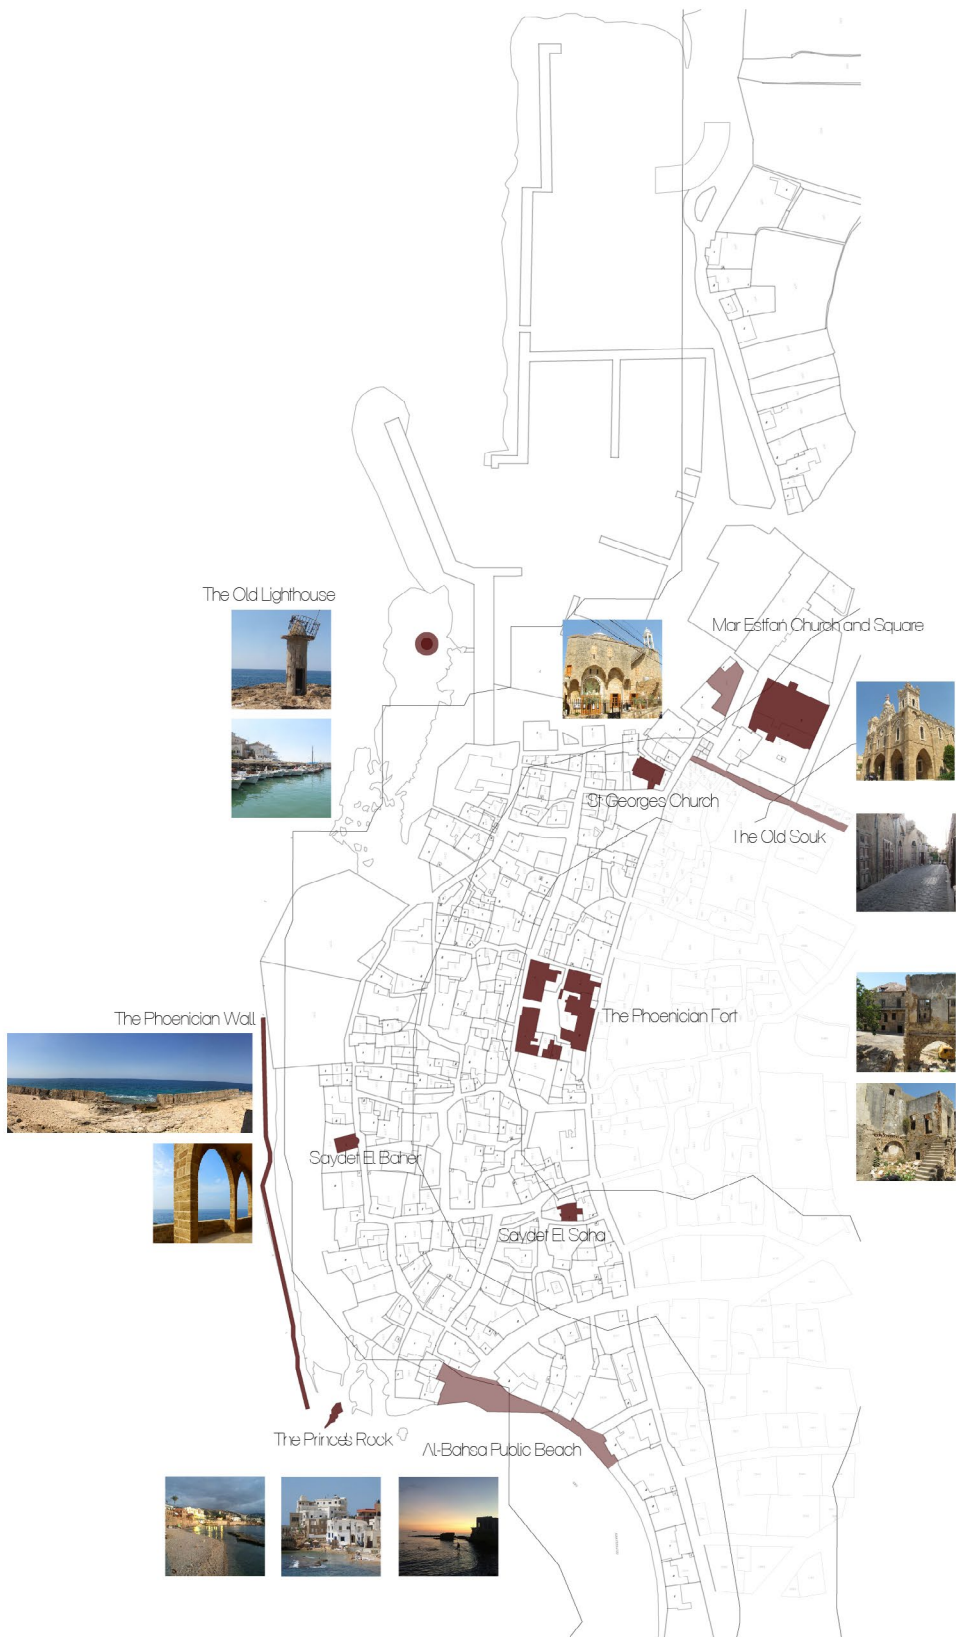 The Old Lighthouse
Mar Estfan Church and Square
St Georges Church
The Old Souk
The Phoenician Wall
The Phoenician Fort
Saydet El Baher
Saydet El Saha
The Prince's Rock
Al-Bahsa Public Beach